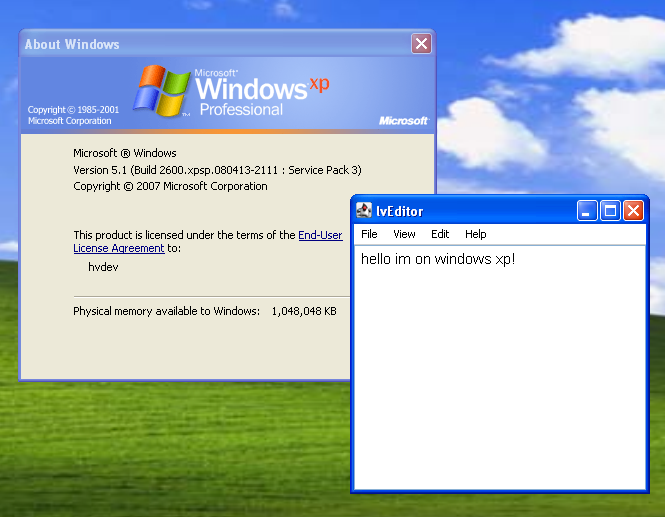 About Windows
Copyright © 1985-2001
Microsoft Corporation
Microsoft®
Windows xp
Professional
Microsoft
Microsoft ® Windows
Version 5.1 (Build 2600.xpsp.080413-2111 : Service Pack 3)
Copyright © 2007 Microsoft Corporation
This product is licensed under the terms of the End-User
License Agreement to:
hvdev
Physical memory available to Windows: 1,048,048 KB
lvEditor
File View Edit Help
hello im on windows xp!